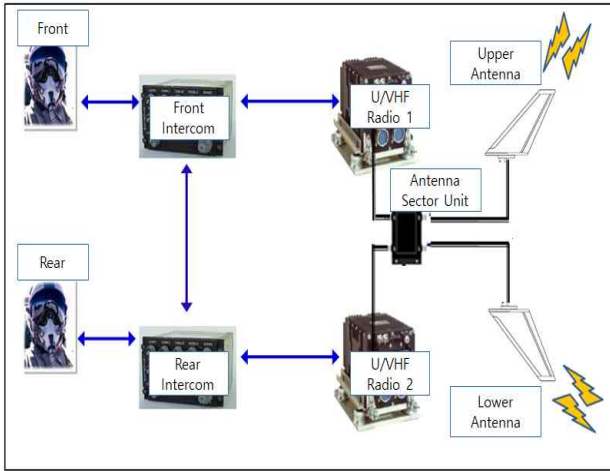 Front
Front
Intercom
U/VHF
Radio 1
Upper
Antenna
Antenna
Sector Unit
Rear
Rear
Intercom
U/VHF
Radio 2
Lower
Antenna